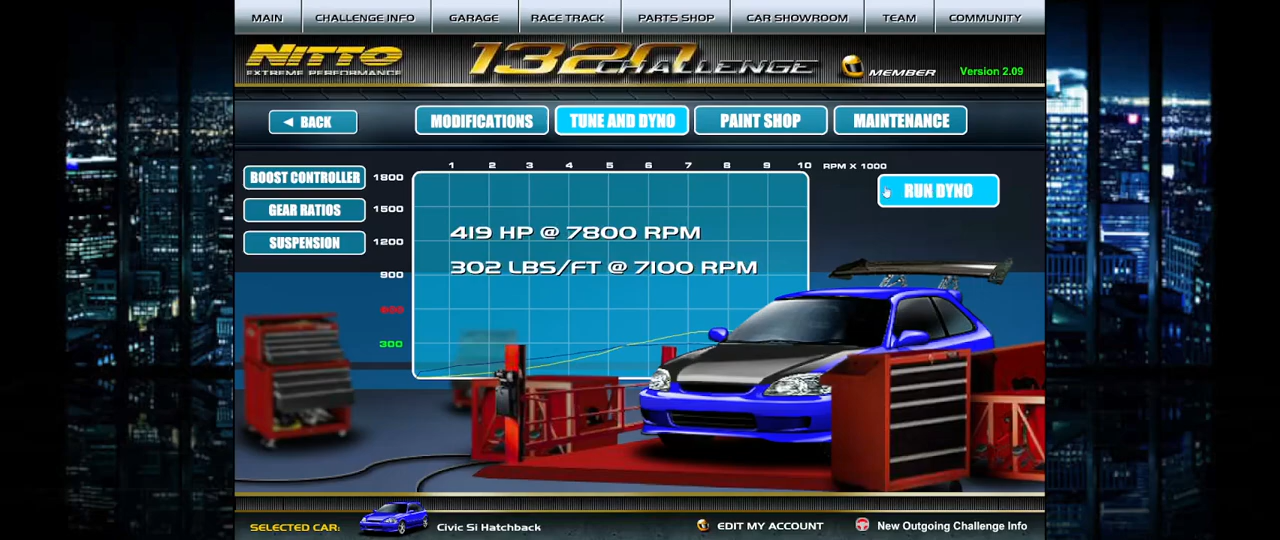 MAIN CHALLENGE INFO GARAGE RACE TRACK PARTS SHOP CAR SHOWROOM TEAM COMMUNITY
NITTO
EXTREME PERFORMANCE
1320 CHALLENGE
MEMBER
Version 2.09
BACK
MODIFICATIONS TUNE AND DYNO PAINT SHOP MAINTENANCE
1 2 3 4 5 6 7 8 9 10 RPM X 1000
BOOST CONTROLLER
GEAR RATIOS
SUSPENSION
1800
1500
1200
900
600
300
419 HP @ 7800 RPM
302 LBS/FT @ 7100 RPM
RUN DYNO
SELECTED CAR: Civic Si Hatchback
EDIT MY ACCOUNT
New Outgoing Challenge Info